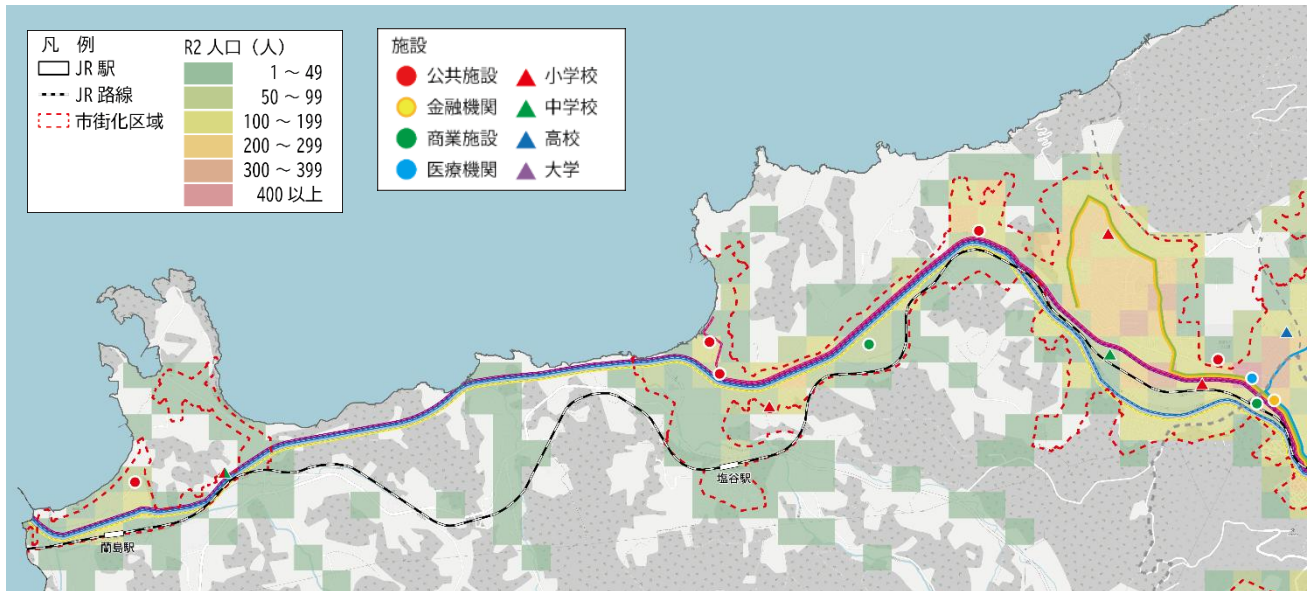 凡 例
JR 駅
JR 路線
市街化区域
R2 人口（人）
1 ～ 49
50 ～ 99
100 ～ 199
200 ～ 299
300 ～ 399
400 以上
施設
公共施設
金融機関
商業施設
医療機関
小学校
中学校
高校
大学
塩谷駅
蘭島駅